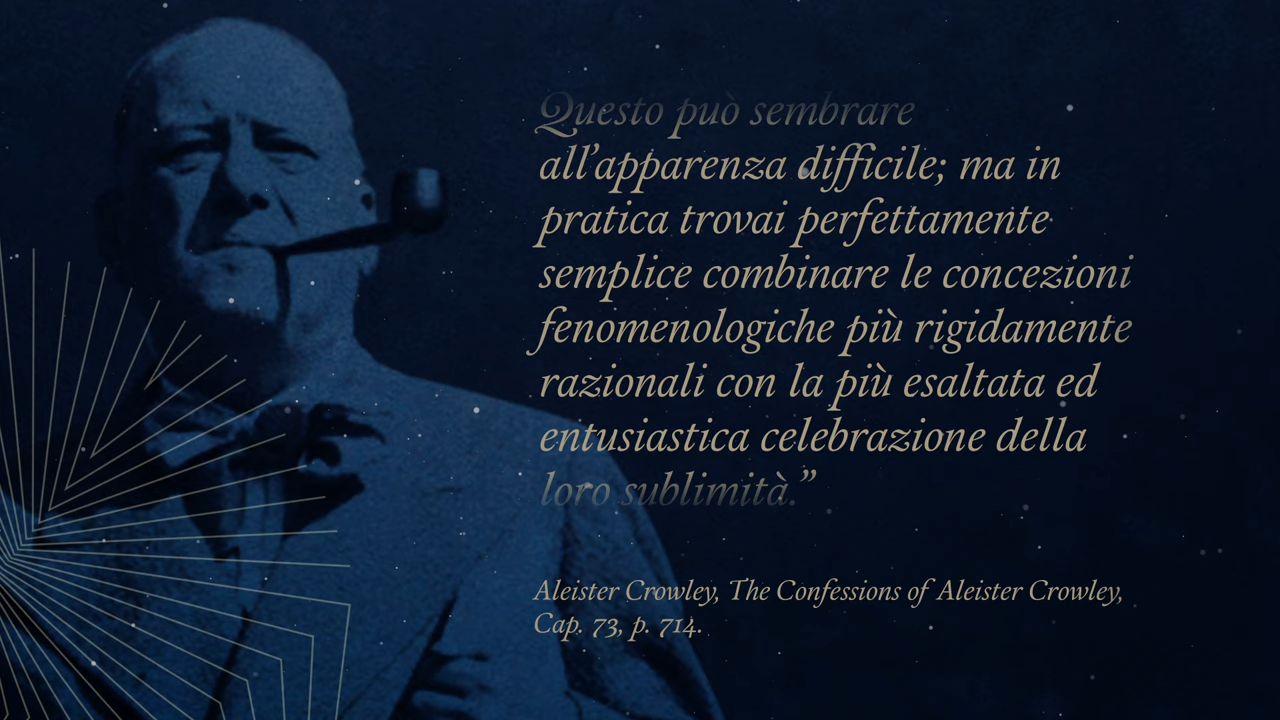 Questo può sembrare
all’apparenza difficile; ma in
pratica trovai perfettamente
semplice combinare le concezioni
fenomenologiche più rigidamente
razionali con la più esaltata ed
entusiastica celebrazione della
loro sublimità.”
Aleister Crowley, The Confessions of Aleister Crowley,
Cap. 73, p. 714.